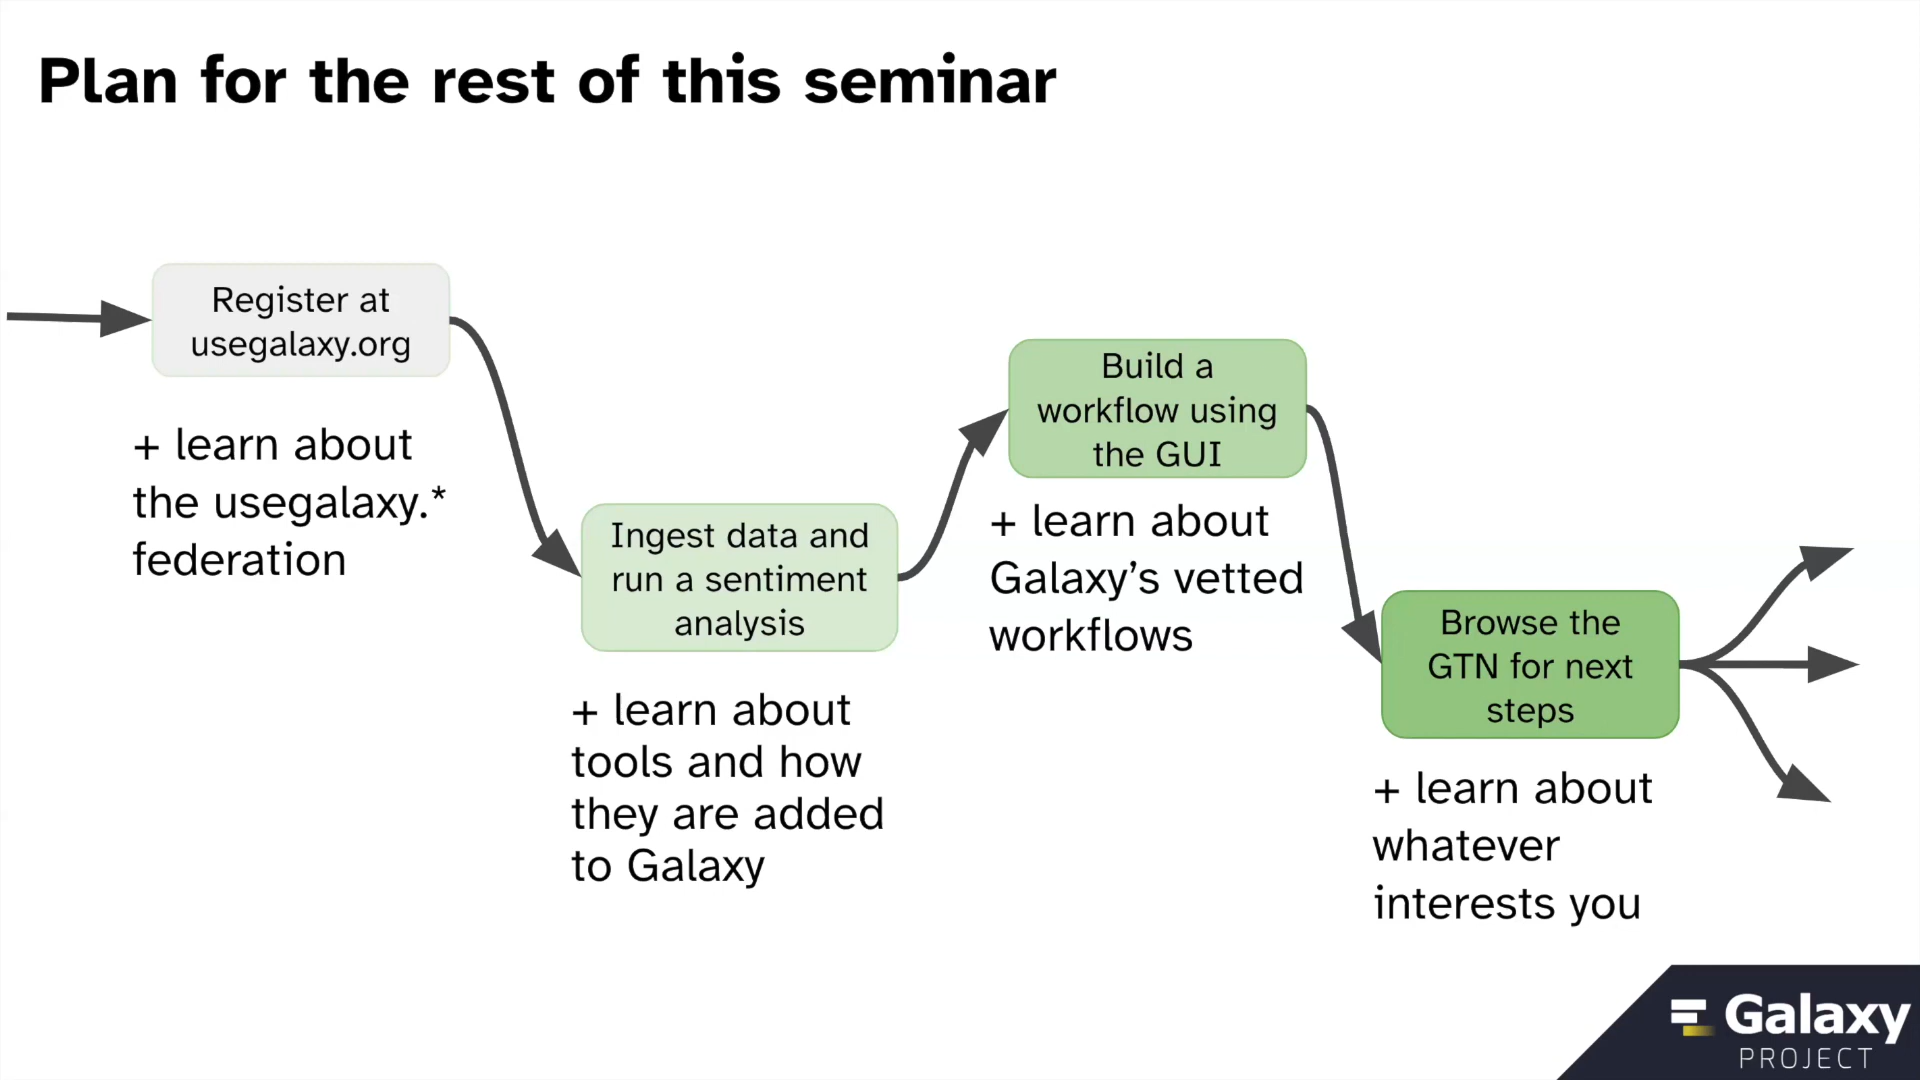 Plan for the rest of this seminar
Register at
usegalaxy.org
+ learn about
the usegalaxy.*
federation
Ingest data and
run a sentiment
analysis
+ learn about
tools and how
they are added
to Galaxy
Build a
workflow using
the GUI
+ learn about
Galaxy’s vetted
workflows
Browse the
GTN for next
steps
+ learn about
whatever
interests you
Galaxy
PROJECT